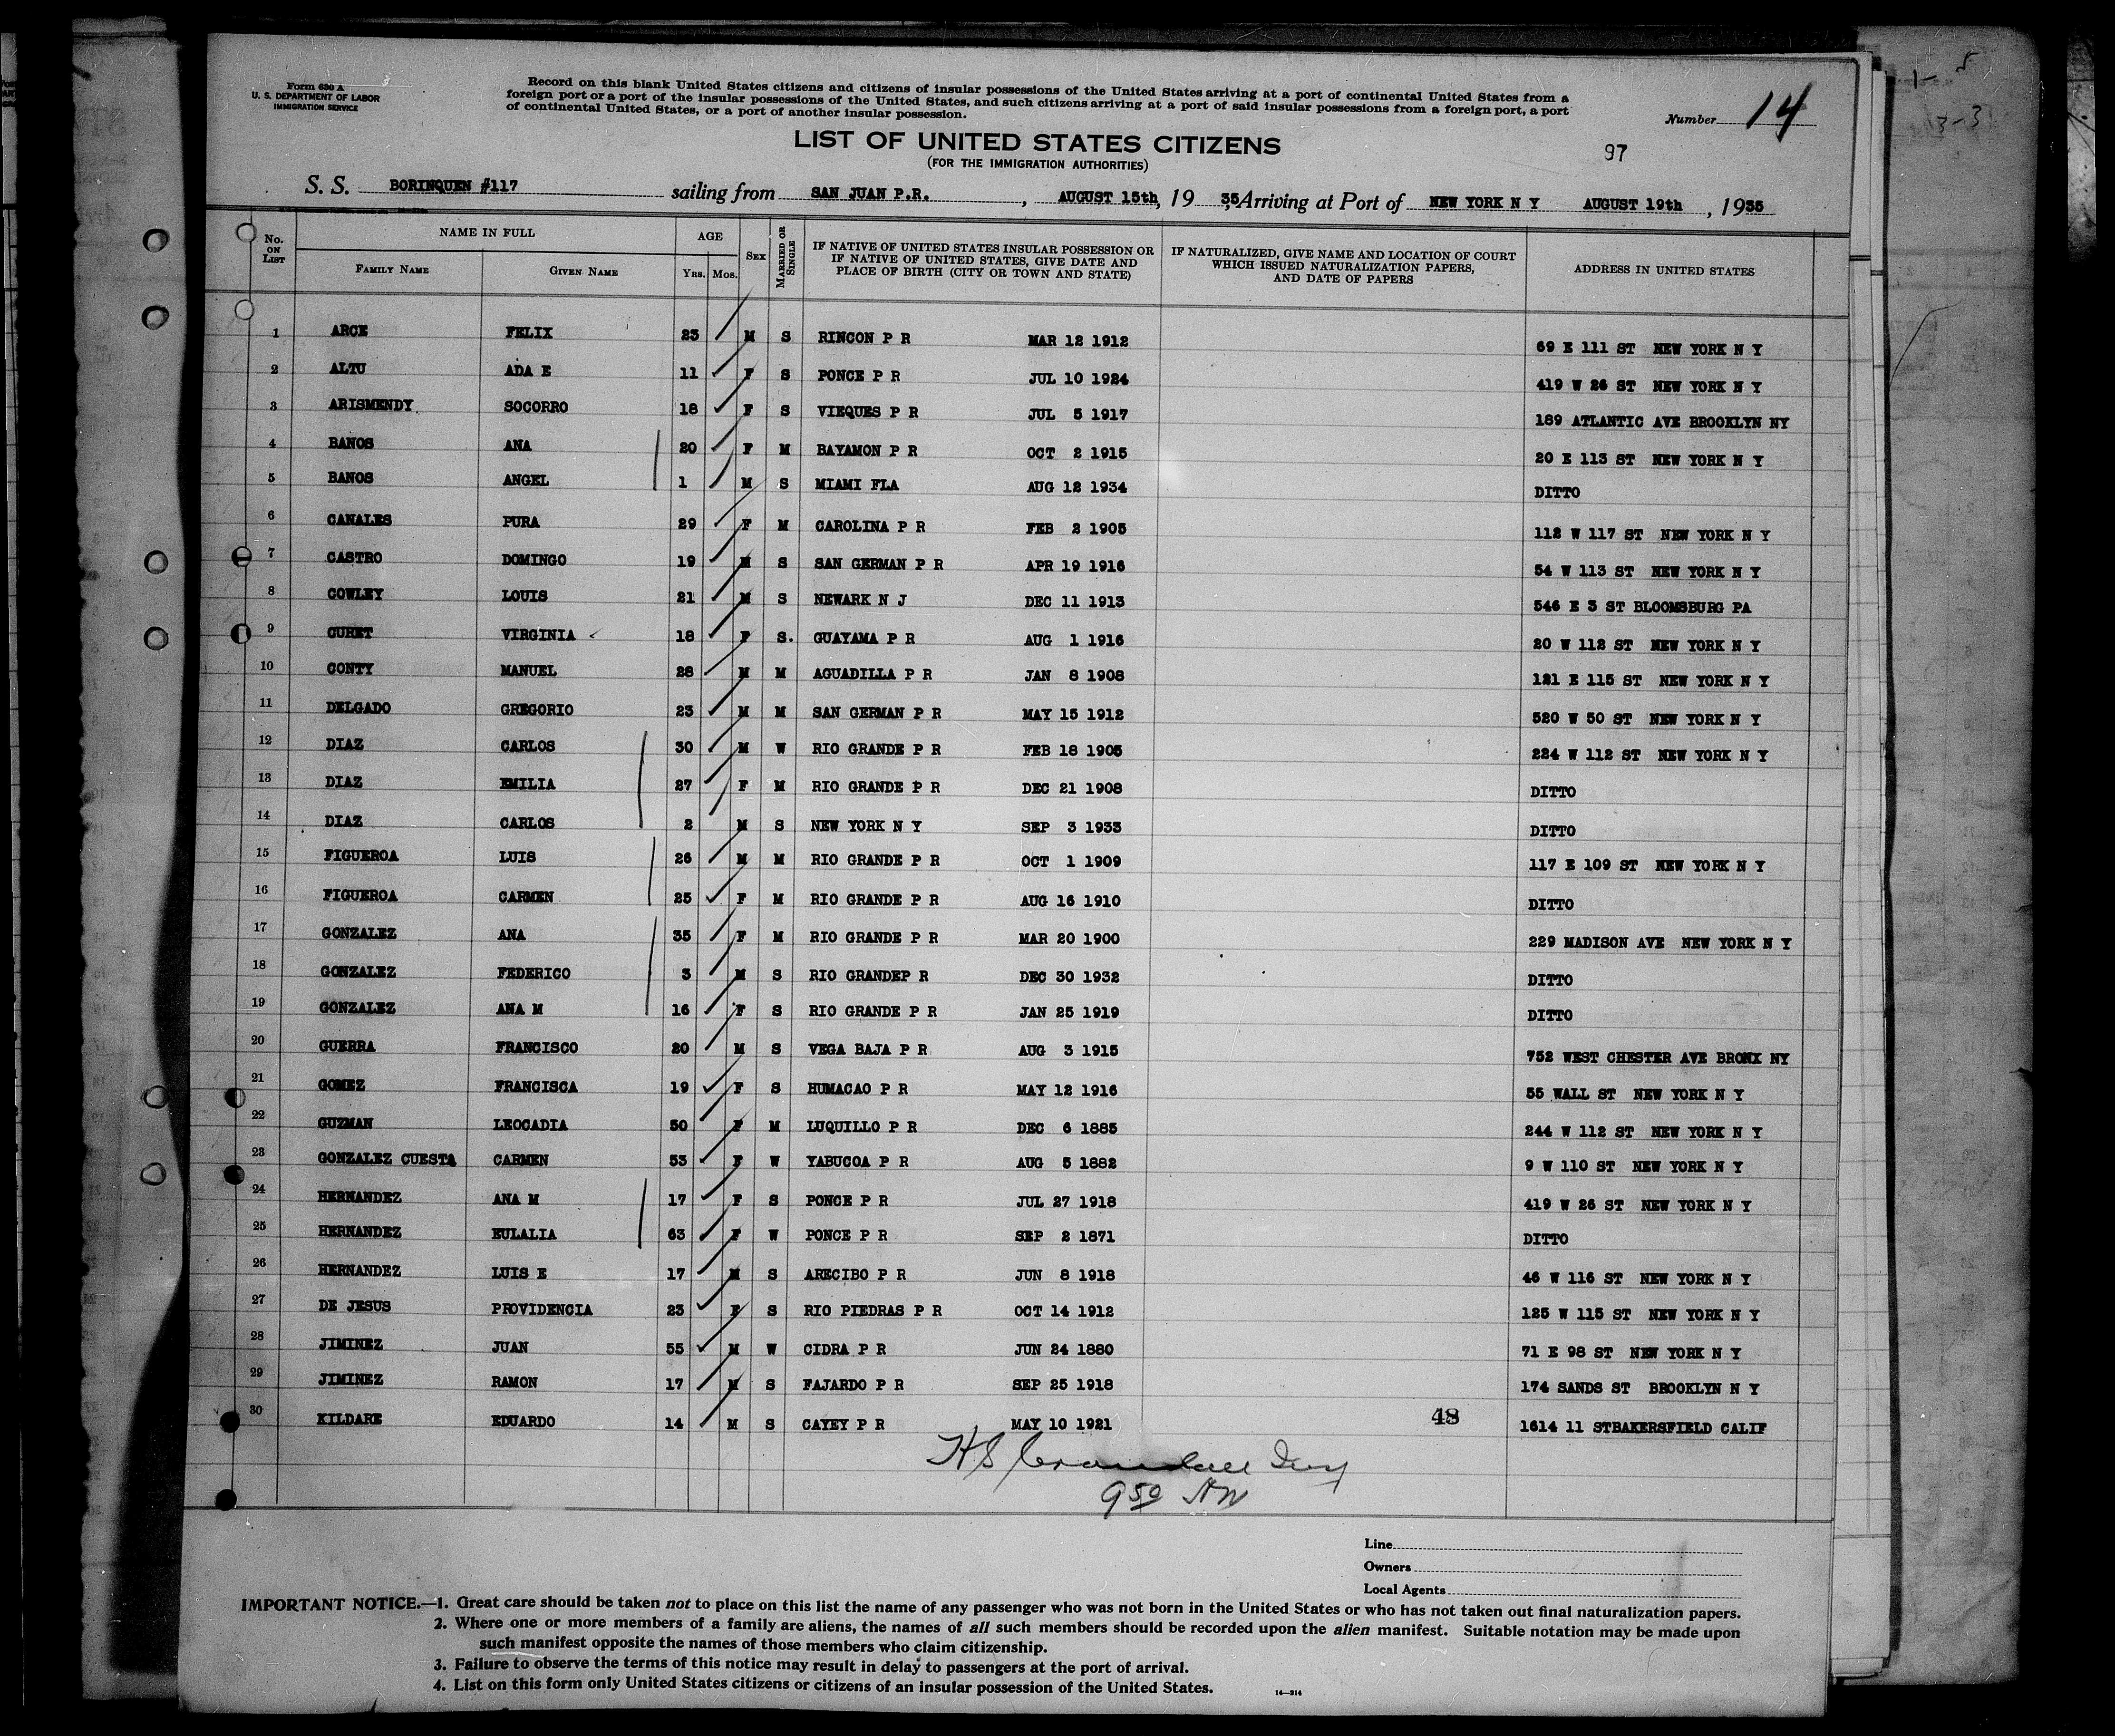 Form 630 A
U. S. DEPARTMENT OF LABOR
IMMIGRATION SERVICE
Record on this blank United States citizens and citizens of insular possessions of the United States arriving at a port of continental United States from a
foreign port or a port of the insular possessions of the United States, and such citizens arriving at a port of said insular possessions from a foreign port, a port
of continental United States, or a port of another insular possession.
Number 14
LIST OF UNITED STATES CITIZENS
(FOR THE IMMIGRATION AUTHORITIES)
97
S. S. BORINQUEN #117 sailing from SAN JUAN P.R. , AUGUST 15th, 19 35, Arriving at Port of NEW YORK N Y AUGUST 19th , 1935
No. ON LIST NAME IN FULL FAMILY NAME GIVEN NAME AGE Yrs. Mos. SEX MARRIED OR SINGLE IF NATIVE OF UNITED STATES INSULAR POSSESSION OR IF NATIVE OF UNITED STATES, GIVE DATE AND PLACE OF BIRTH (CITY OR TOWN AND STATE) IF NATURALIZED, GIVE NAME AND LOCATION OF COURT WHICH ISSUED NATURALIZATION PAPERS, AND DATE OF PAPERS ADDRESS IN UNITED STATES
1 ARCE FELIX 23 M S RINCON P R MAR 12 1912 69 E 111 ST NEW YORK N Y
2 ALTU ADA E 11 F S PONCE P R JUL 10 1924 419 W 26 ST NEW YORK N Y
3 ARISMENDY SOCORRO 18 F S VIEQUES P R JUL 5 1917 189 ATLANTIC AVE BROOKLYN NY
4 BANOS ANA 20 F M BAYAMON P R OCT 2 1915 20 E 113 ST NEW YORK N Y
5 BANOS ANGEL 1 M S MIAMI FLA AUG 12 1934 DITTO
6 CANALES PURA 29 F M CAROLINA P R FEB 2 1905 112 W 117 ST NEW YORK N Y
7 CASTRO DOMINGO 19 M S SAN GERMAN P R APR 19 1916 54 W 113 ST NEW YORK N Y
8 COWLEY LOUIS 21 M S NEWARK N J DEC 11 1913 546 E 3 ST BLOOMSBURG PA
9 CURET VIRGINIA 18 F S. GUAYAMA P R AUG 1 1916 20 W 112 ST NEW YORK N Y
10 CONTY MANUEL 28 M M AGUADILLA P R JAN 8 1908 121 E 115 ST NEW YORK N Y
11 DELGADO GREGORIO 23 M M SAN GERMAN P R MAY 15 1912 520 W 50 ST NEW YORK N Y
12 DIAZ CARLOS 30 M W RIO GRANDE P R FEB 18 1905 224 W 112 ST NEW YORK N Y
13 DIAZ EMILIA 27 F M RIO GRANDE P R DEC 21 1908 DITTO
14 DIAZ CARLOS 2 M S NEW YORK N Y SEP 3 1933 DITTO
15 FIGUEROA LUIS 26 M M RIO GRANDE P R OCT 1 1909 117 E 109 ST NEW YORK N Y
16 FIGUEROA CARMEN 25 F M RIO GRANDE P R AUG 16 1910 DITTO
17 GONZALEZ ANA 35 F M RIO GRANDE P R MAR 20 1900 229 MADISON AVE NEW YORK N Y
18 GONZALEZ FEDERICO 3 M S RIO GRANDEP R DEC 30 1932 DITTO
19 GONZALEZ ANA M 16 F S RIO GRANDE P R JAN 25 1919 DITTO
20 GUERRA FRANCISCO 20 M S VEGA BAJA P R AUG 3 1915 752 WEST CHESTER AVE BRONX NY
21 GOMEZ FRANCISCA 19 F S HUMACAO P R MAY 12 1916 55 WALL ST NEW YORK N Y
22 GUZMAN LEOCADIA 50 F M LUQUILLO P R DEC 6 1885 244 W 112 ST NEW YORK N Y
23 GONZALEZ CUESTA CARMEN 53 F W YABUCOA P R AUG 5 1882 9 W 110 ST NEW YORK N Y
24 HERNANDEZ ANA M 17 F S PONCE P R JUL 27 1918 419 W 26 ST NEW YORK N Y
25 HERNANDEZ EULALIA 63 F W PONCE P R SEP 2 1871 DITTO
26 HERNANDEZ LUIS E 17 M S ARECIBO P R JUN 8 1918 46 W 116 ST NEW YORK N Y
27 DE JESUS PROVIDENCIA 23 F S RIO PIEDRAS P R OCT 14 1912 125 W 115 ST NEW YORK N Y
28 JIMINEZ JUAN 55 M W CIDRA P R JUN 24 1880 71 E 98 ST NEW YORK N Y
29 JIMINEZ RAMON 17 M S FAJARDO P R SEP 25 1918 174 SANDS ST BROOKLYN N Y
30 KILDARE EDUARDO 14 M S CAYEY P R MAY 10 1921 48 1614 11 STBAKERSFIELD CALIF
H S Crandall
950 AM
Line
Owners
Local Agents
IMPORTANT NOTICE.—1. Great care should be taken not to place on this list the name of any passenger who was not born in the United States or who has not taken out final naturalization papers.
2. Where one or more members of a family are aliens, the names of all such members should be recorded upon the alien manifest. Suitable notation may be made upon
such manifest opposite the names of those members who claim citizenship.
3. Failure to observe the terms of this notice may result in delay to passengers at the port of arrival.
4. List on this form only United States citizens or citizens of an insular possession of the United States.
14—214